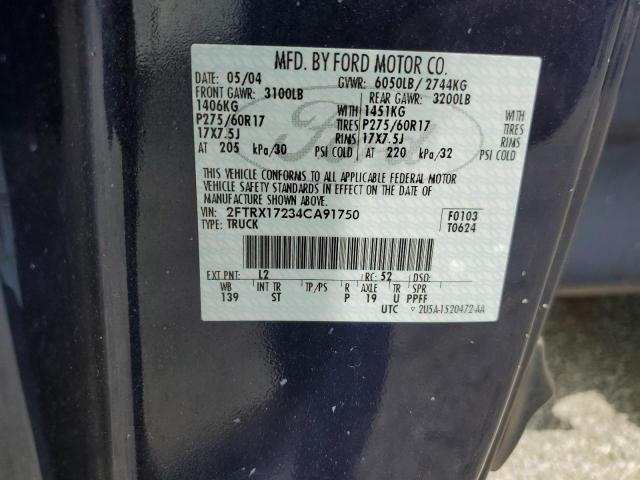 MFD. BY FORD MOTOR CO.
DATE: 05/04 GVWR: 6050LB/ 2744KG
FRONT GAWR: 3100LB REAR GAWR: 3200LB
1406KG WITH 1451KG WITH
P275/60R17 TIRES P275/60R17 TIRES
17X7.5J RIMS 17X7.5J RIMS
AT 205 kPa/30 PSI COLD AT 220 kPa/32 PSI COLD
THIS VEHICLE CONFORMS TO ALL APPLICABLE FEDERAL MOTOR
VEHICLE SAFETY STANDARDS IN EFFECT ON THE DATE OF
MANUFACTURE SHOWN ABOVE.
VIN: 2FTRX17234CA91750 F0103
TYPE: TRUCK T0624
EXT PNT: L2 RC: 52 DSO:
WB INT TR TP/PS R AXLE TR SPR
139 ST P 19 U PPFF
UTC ▽ 2U5A-1520472-AA
Ford